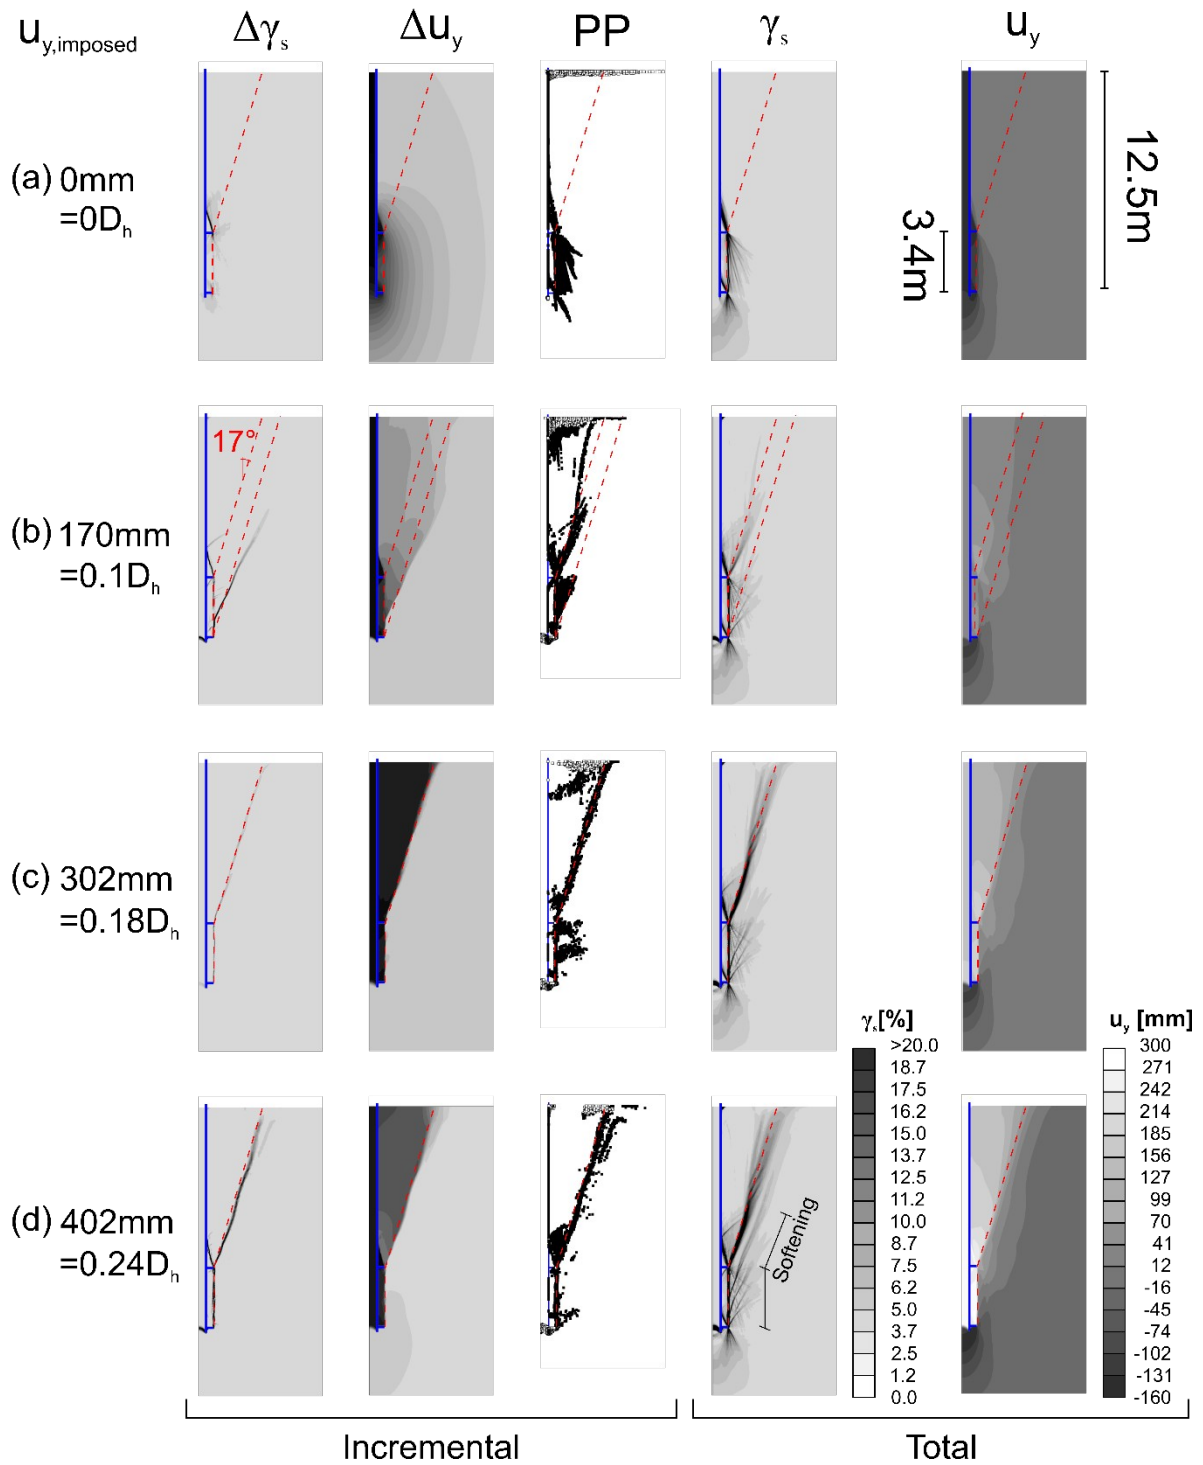 u_y,imposed Δγ_s Δu_y PP γ_s u_y
(a) 0mm
=0D_h
12.5m
3.4m
17°
(b) 170mm
=0.1D_h
(c) 302mm
=0.18D_h
γ_s[%]
>20.0
18.7
17.5
16.2
15.0
13.7
12.5
11.2
10.0
8.7
7.5
6.2
5.0
3.7
2.5
1.2
0.0
u_y [mm]
300
271
242
214
185
156
127
99
70
41
12
-16
-45
-74
-102
-131
-160
(d) 402mm
=0.24D_h
Softening
Incremental
Total